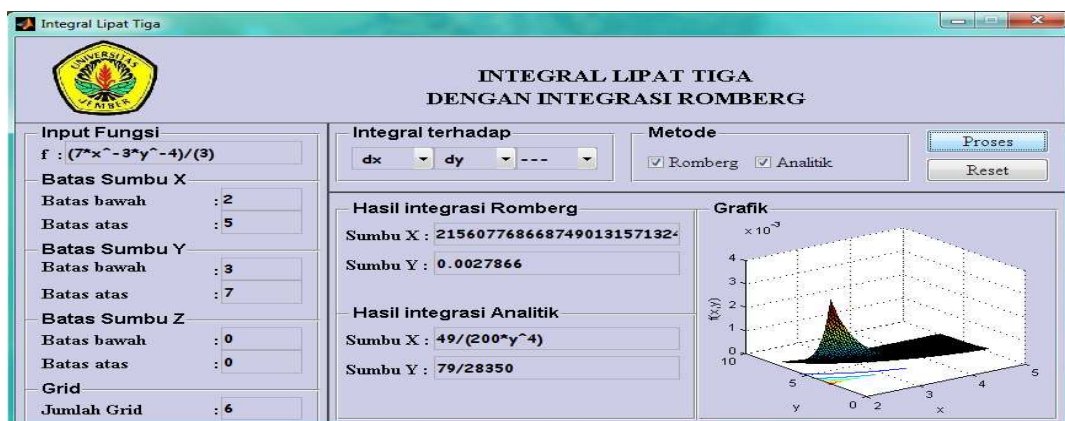 Integral Lipat Tiga
UNIVERSITAS
JEMBER
INTEGRAL LIPAT TIGA
DENGAN INTEGRASI ROMBERG
Input Fungsi
f : (7*x^-3*y^-4)/(3)
Batas Sumbu X
Batas bawah : 2
Batas atas : 5
Batas Sumbu Y
Batas bawah : 3
Batas atas : 7
Batas Sumbu Z
Batas bawah : 0
Batas atas : 0
Grid
Jumlah Grid : 6
Integral terhadap
dx dy ---
Metode
Romberg Analitik
Proses
Reset
Hasil integrasi Romberg
Sumbu X : 215607768668749013157132
Sumbu Y : 0.0027866
Hasil integrasi Analitik
Sumbu X : 49/(200*y^4)
Sumbu Y : 79/28350
Grafik
× 10^-3
4
3
2
1
0
f(x,y)
10
5
0
y
2
3
4
5
x